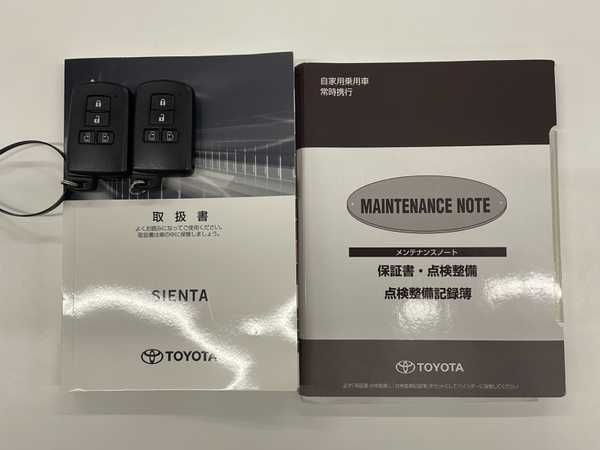 取扱書
よくお読みになってご使用ください。
取扱書は車の中に保管しましょう。
SIENTA
TOYOTA
自家用乗用車
常時携行
MAINTENANCE NOTE
メンテナンスノート
保証書・点検整備
点検整備記録簿
TOYOTA